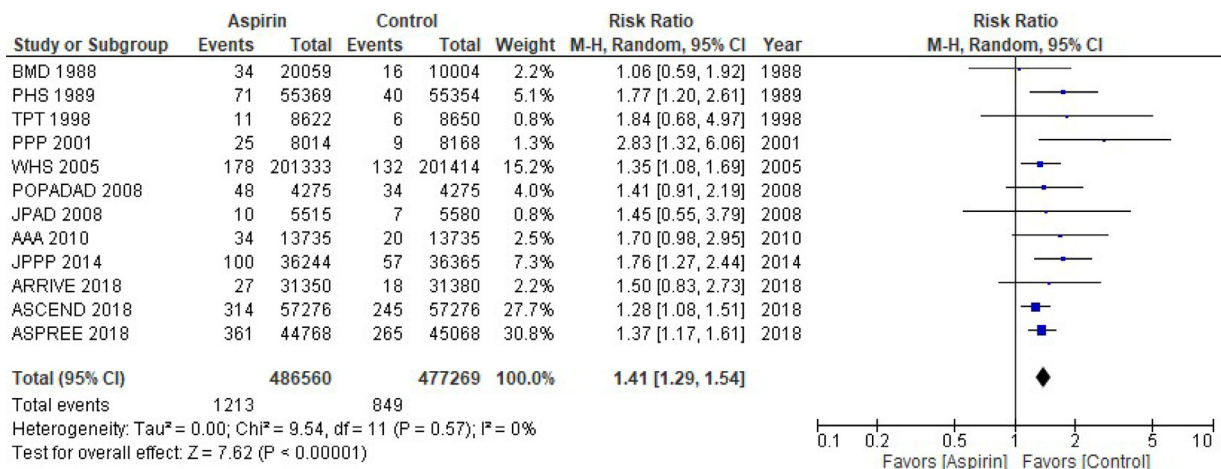 Aspirin Control Risk Ratio Risk Ratio
Study or Subgroup Events Total Events Total Weight M-H, Random, 95% CI Year M-H, Random, 95% CI
BMD 1988 34 20059 16 10004 2.2% 1.06 [0.59, 1.92] 1988
PHS 1989 71 55369 40 55354 5.1% 1.77 [1.20, 2.61] 1989
TPT 1998 11 8622 6 8650 0.8% 1.84 [0.68, 4.97] 1998
PPP 2001 25 8014 9 8168 1.3% 2.83 [1.32, 6.06] 2001
WHS 2005 178 201333 132 201414 15.2% 1.35 [1.08, 1.69] 2005
POPADAD 2008 48 4275 34 4275 4.0% 1.41 [0.91, 2.19] 2008
JPAD 2008 10 5515 7 5580 0.8% 1.45 [0.55, 3.79] 2008
AAA 2010 34 13735 20 13735 2.5% 1.70 [0.98, 2.95] 2010
JPPP 2014 100 36244 57 36365 7.3% 1.76 [1.27, 2.44] 2014
ARRIVE 2018 27 31350 18 31380 2.2% 1.50 [0.83, 2.73] 2018
ASCEND 2018 314 57276 245 57276 27.7% 1.28 [1.08, 1.51] 2018
ASPREE 2018 361 44768 265 45068 30.8% 1.37 [1.17, 1.61] 2018
Total (95% CI) 486560 477269 100.0% 1.41 [1.29, 1.54]
Total events 1213 849
Heterogeneity: Tau² = 0.00; Chi² = 9.54, df = 11 (P = 0.57); I² = 0%
Test for overall effect: Z = 7.62 (P < 0.00001)
0.1 0.2 0.5 1 2 5 10
Favors [Aspirin] Favors [Control]